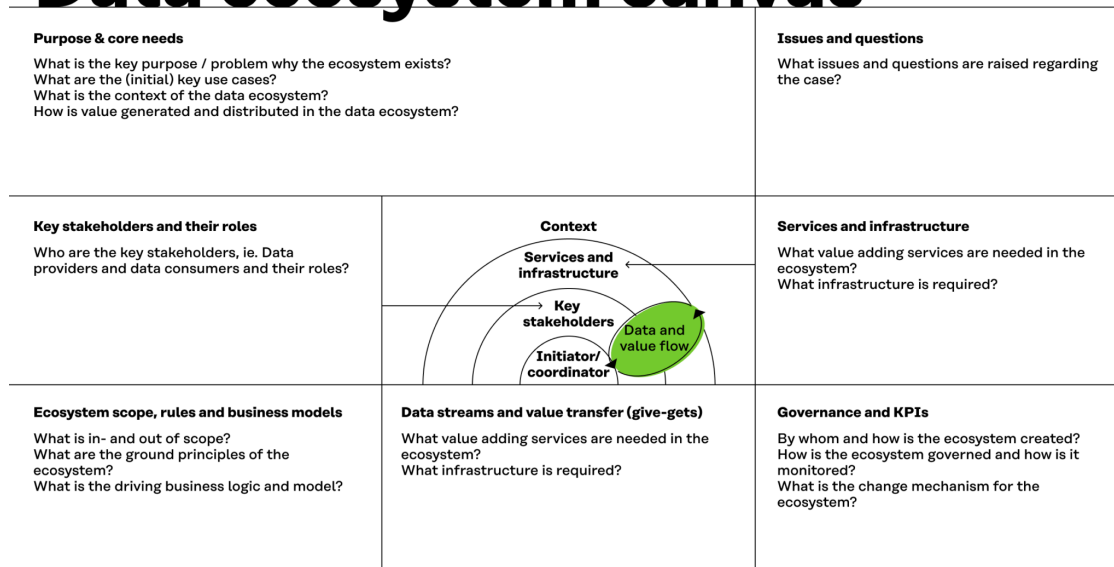 Data ecosystem canvas
Purpose & core needs
What is the key purpose / problem why the ecosystem exists?
What are the (initial) key use cases?
What is the context of the data ecosystem?
How is value generated and distributed in the data ecosystem?
Issues and questions
What issues and questions are raised regarding
the case?
Key stakeholders and their roles
Who are the key stakeholders, ie. Data
providers and data consumers and their roles?
Context
Services and
infrastructure
Key
stakeholders
Data and
value flow
Initiator/
coordinator
Services and infrastructure
What value adding services are needed in the
ecosystem?
What infrastructure is required?
Ecosystem scope, rules and business models
What is in- and out of scope?
What are the ground principles of the
ecosystem?
What is the driving business logic and model?
Data streams and value transfer (give-gets)
What value adding services are needed in the
ecosystem?
What infrastructure is required?
Governance and KPIs
By whom and how is the ecosystem created?
How is the ecosystem governed and how is it
monitored?
What is the change mechanism for the
ecosystem?